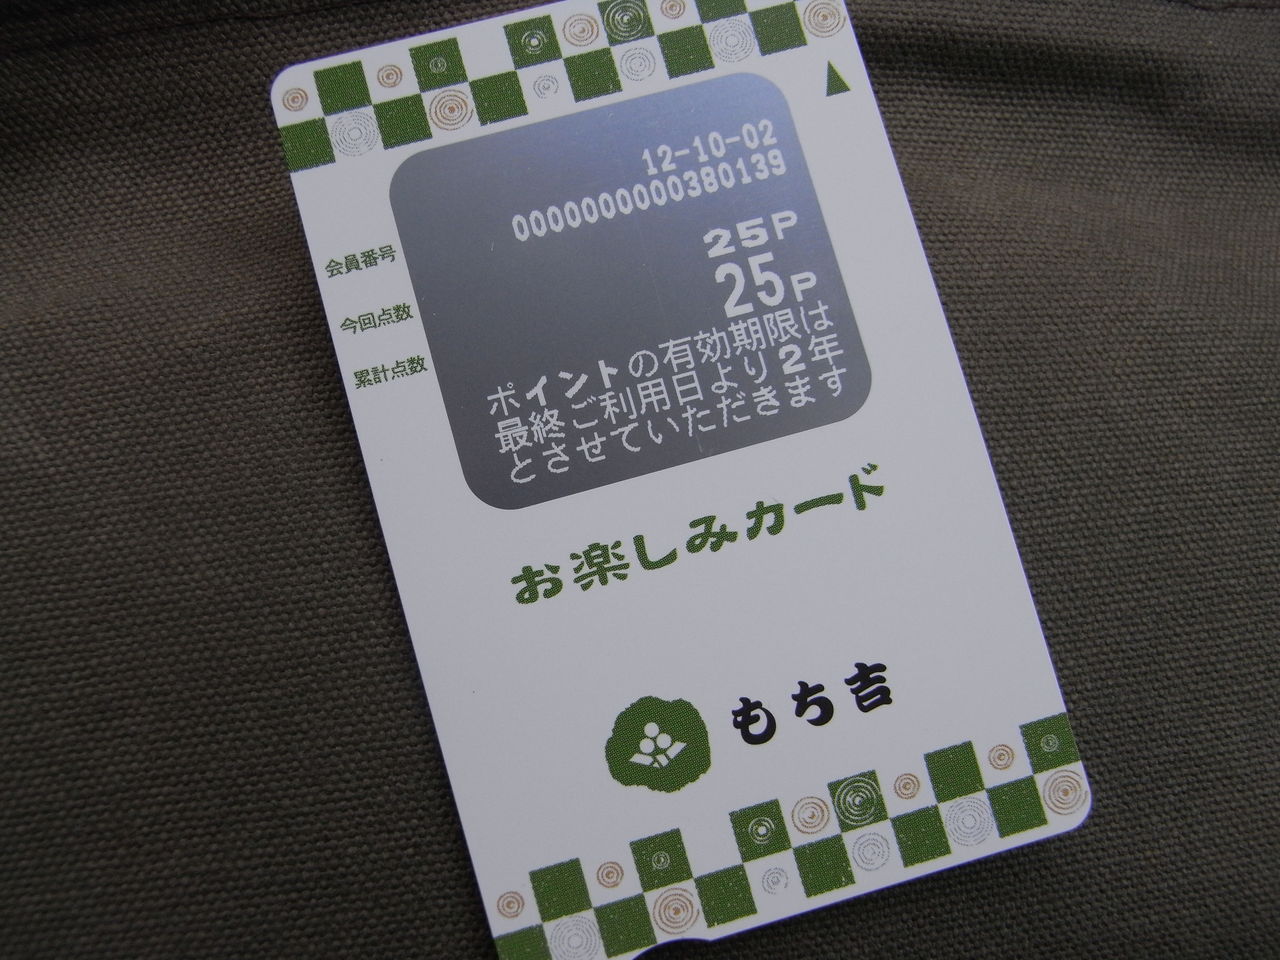 12-10-02
会員番号 0000000000380139
今回点数 25P
累計点数 25P
ポイントの有効期限は
最終ご利用日より2年
とさせていただきます
お楽しみカード
もち吉